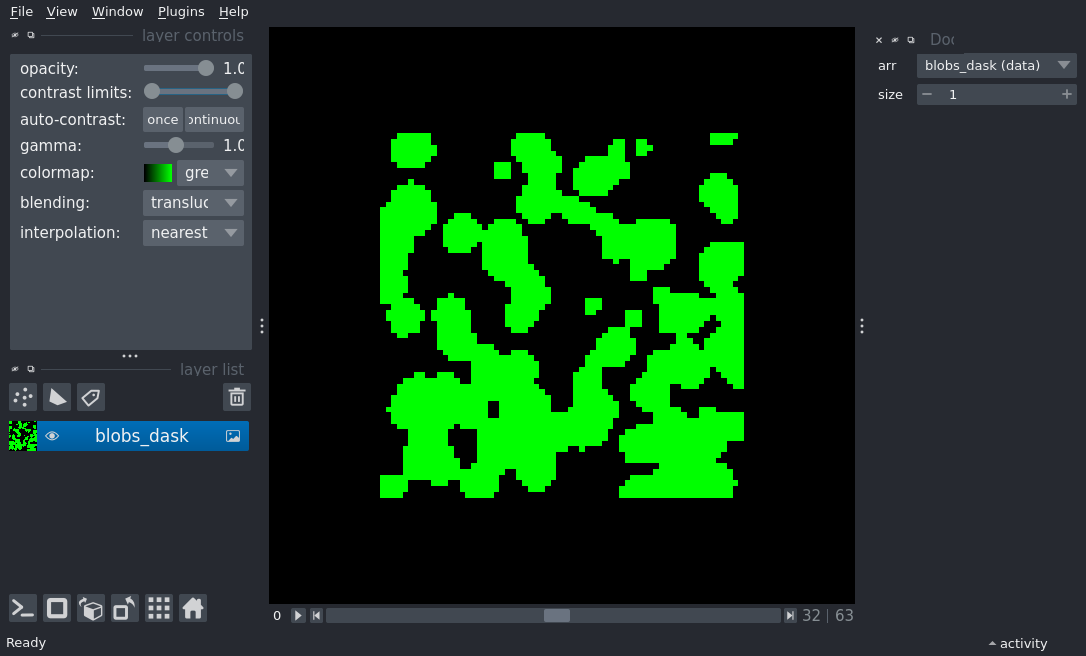 File View Window Plugins Help
layer controls
opacity: 1.0
contrast limits:
auto-contrast: once ontinuou
gamma: 1.0
colormap: gre
blending: transluc
interpolation: nearest
layer list
blobs_dask
0 32 | 63
Ready
Doc
arr blobs_dask (data)
size 1
activity